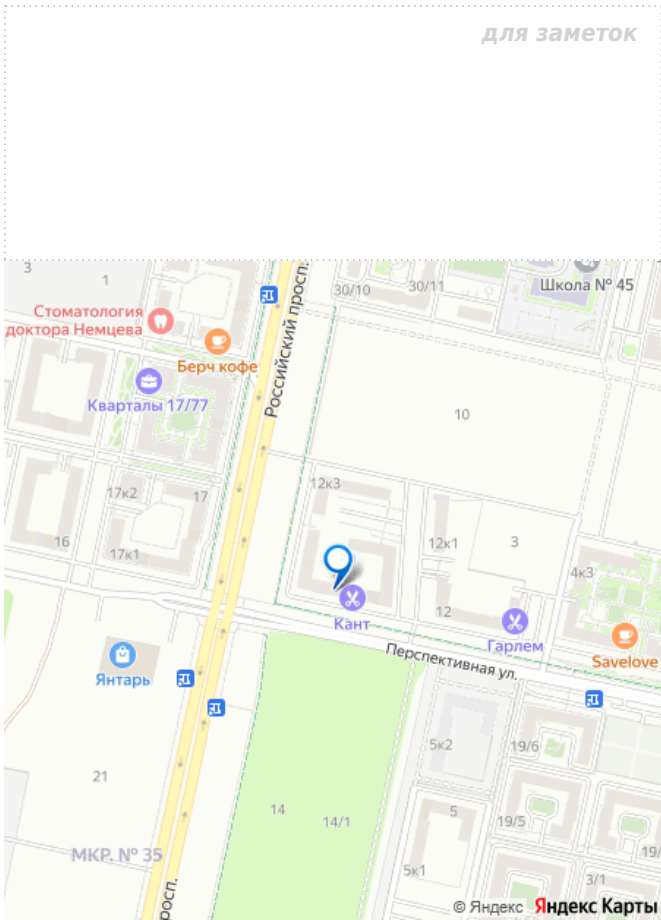 для заметок
3
1
30/10
30/11
Школа № 45
Российский просп.
Стоматология
доктора Немцева
Берч кофе
Кварталы 17/77
10
17к2
17
12к3
16
17к1
12к1
3
4к3
12
Кант
Гарлем
Savelove
Перспективная ул.
Янтарь
5к2
19/6
21
14
14/1
5
19/5
19/
МКР. № 35
5к1
3/1
росп.
© Яндекс Яндекс Карты